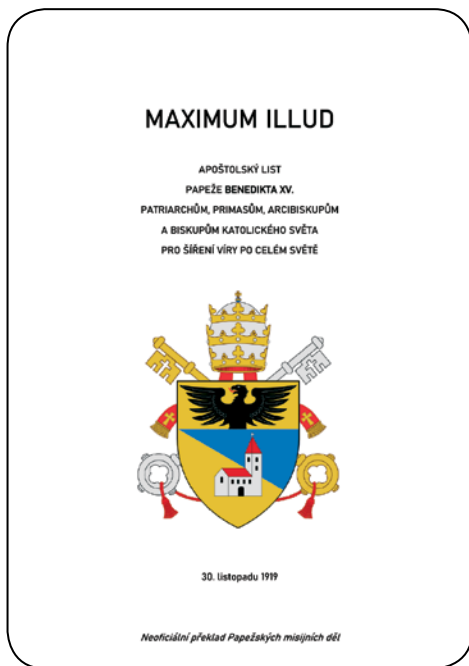 MAXIMUM ILLUD
APOŠTOLSKÝ LIST
PAPEŽE BENEDIKTA XV.
PATRIARCHŮM, PRIMASŮM, ARCIBISKUPŮM
A BISKUPŮM KATOLICKÉHO SVĚTA
PRO ŠÍŘENÍ VÍRY PO CELÉM SVĚTĚ
30. listopadu 1919
Neoficiální překlad Papežských misijních děl